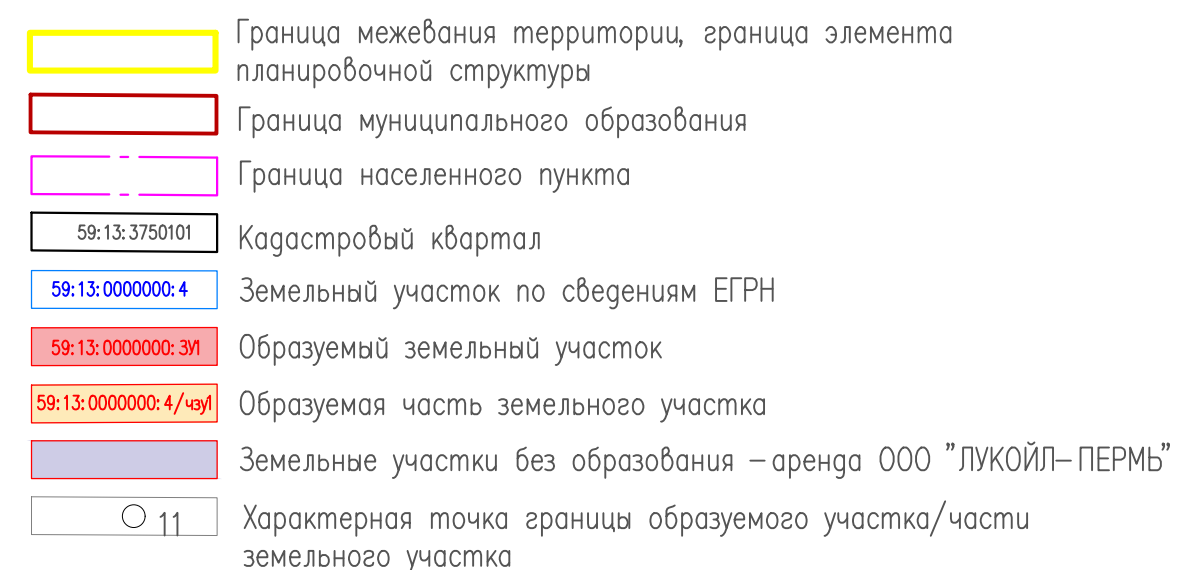 Граница межевания территории, граница элемента
планировочной структуры
Граница муниципального образования
Граница населенного пункта
59:13:3750101 Кадастровый квартал
59:13:0000000:4 Земельный участок по сведениям ЕГРН
59:13:0000000:ЗУ1 Образуемый земельный участок
59:13:0000000:4/чзу1 Образуемая часть земельного участка
Земельные участки без образования – аренда ООО "ЛУКОЙЛ–ПЕРМЬ"
11 Характерная точка границы образуемого участка/части
земельного участка